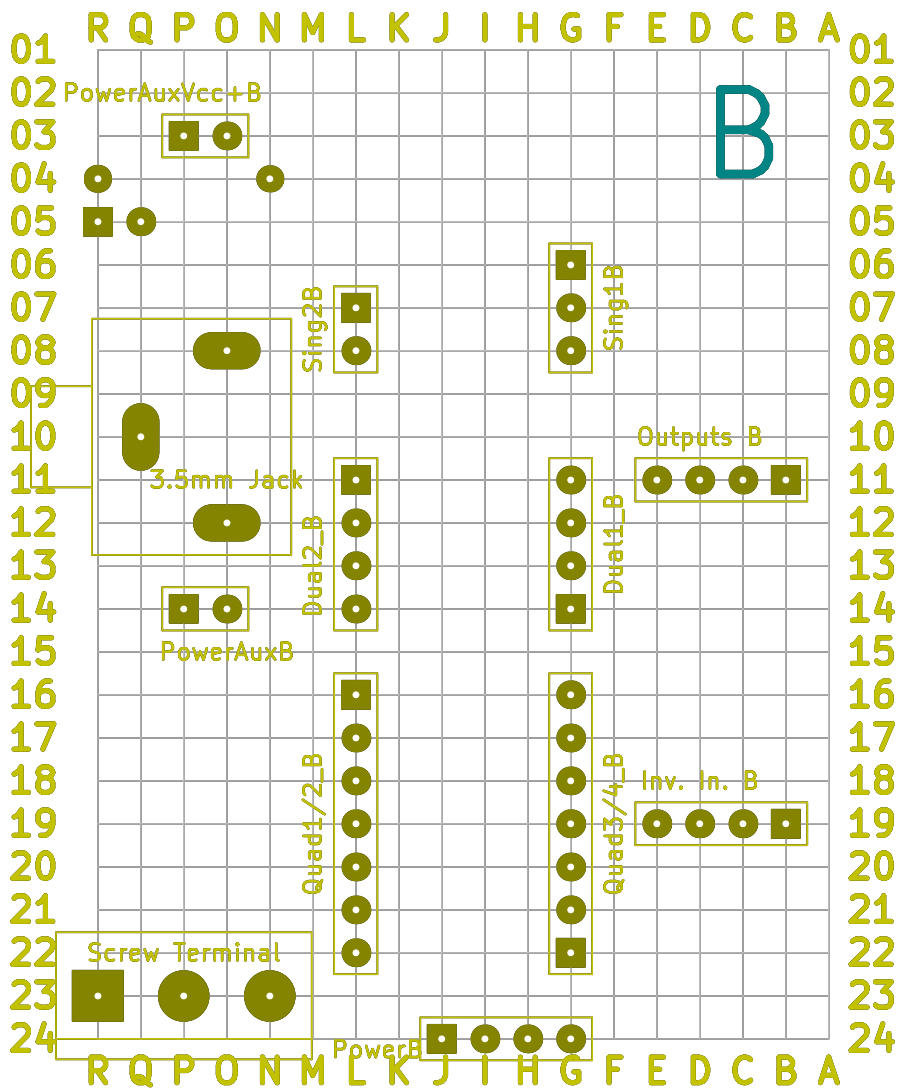 R Q P O N M L K J I H G F E D C B A
01 01
02 PowerAuxVcc+B 02
B
03 03
04 04
05 05
06 06
Sing2B
Sing1B
07 07
08 08
09 09
10 Outputs B 10
11 3.5mm Jack 11
Dual2_B
Dual1_B
12 12
13 13
14 14
15 PowerAuxB 15
16 16
17 17
Quad1/2_B
Quad3/4_B
18 Inv. In. B 18
19 19
20 20
21 21
22 Screw Terminal 22
23 23
24 PowerB 24
R Q P O N M L K J I H G F E D C B A